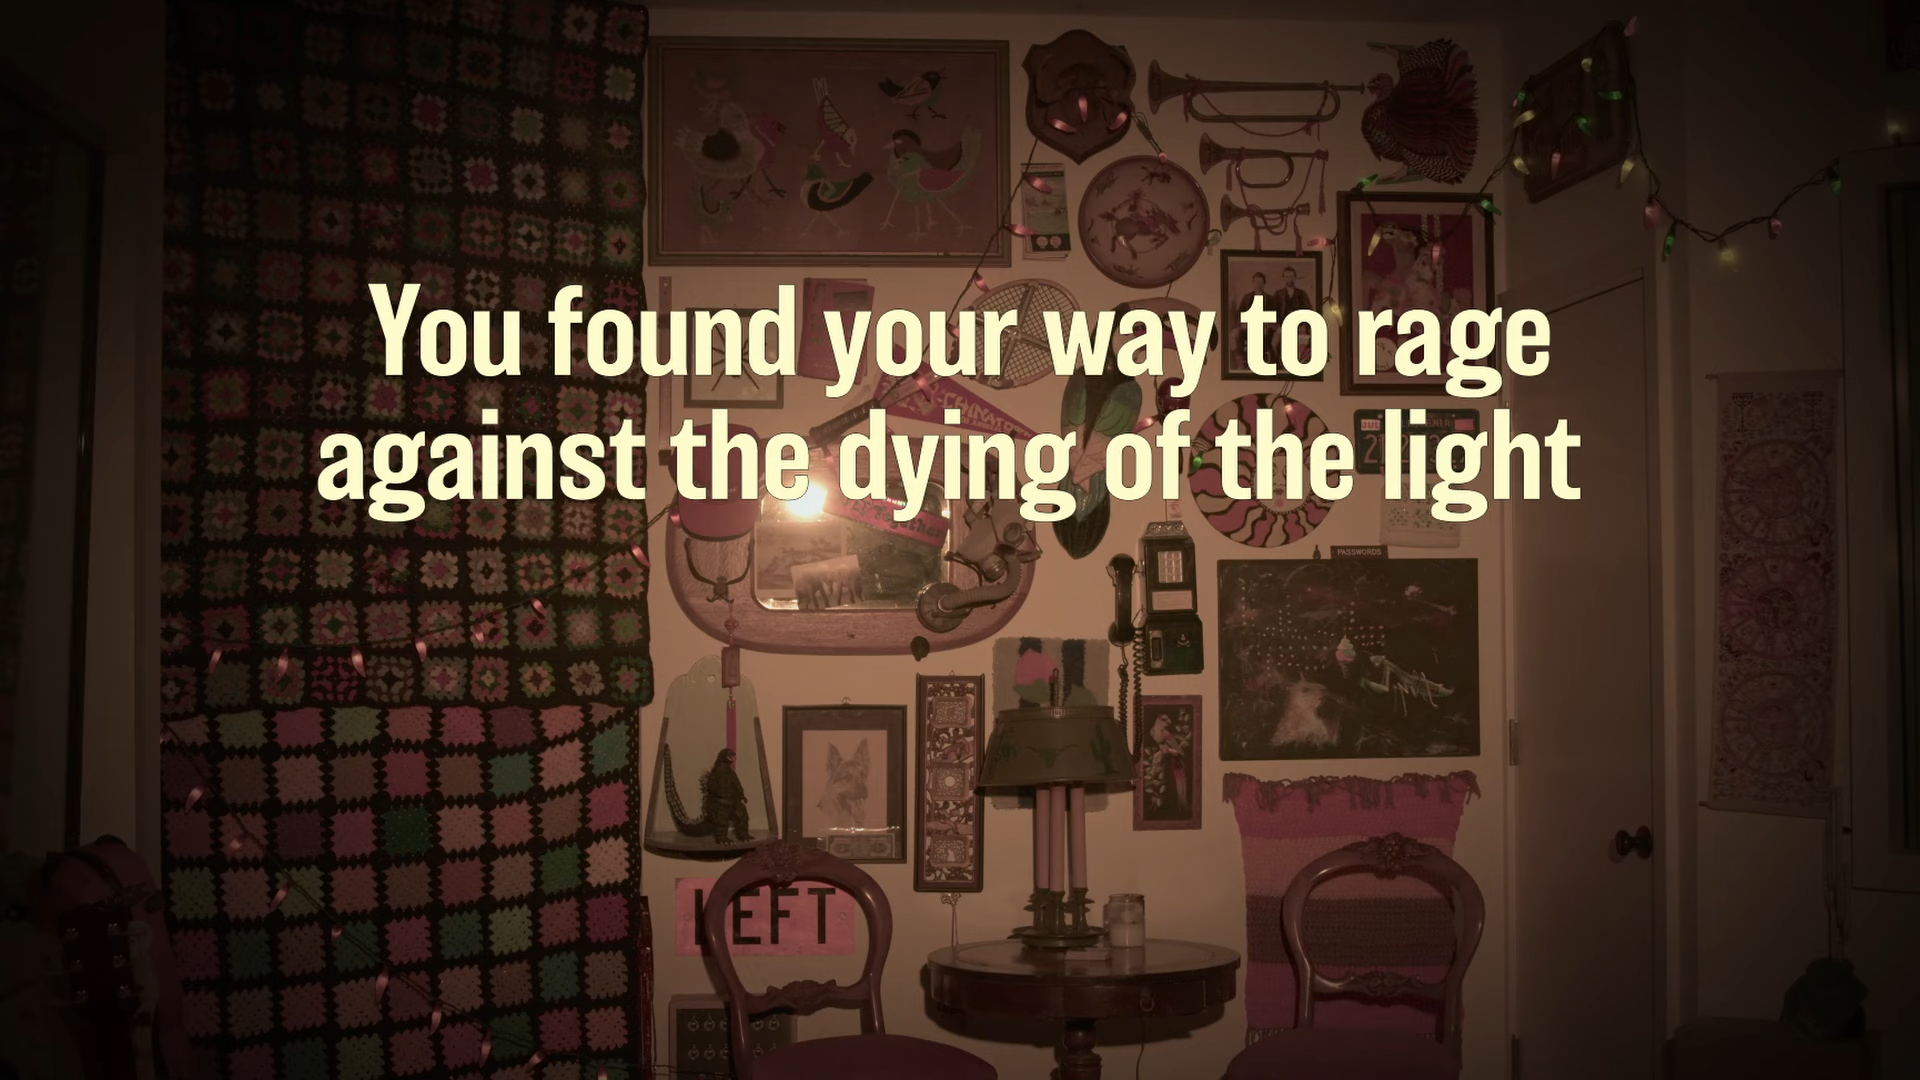 You found your way to rage
against the dying of the light
PASSWORDS
LEFT